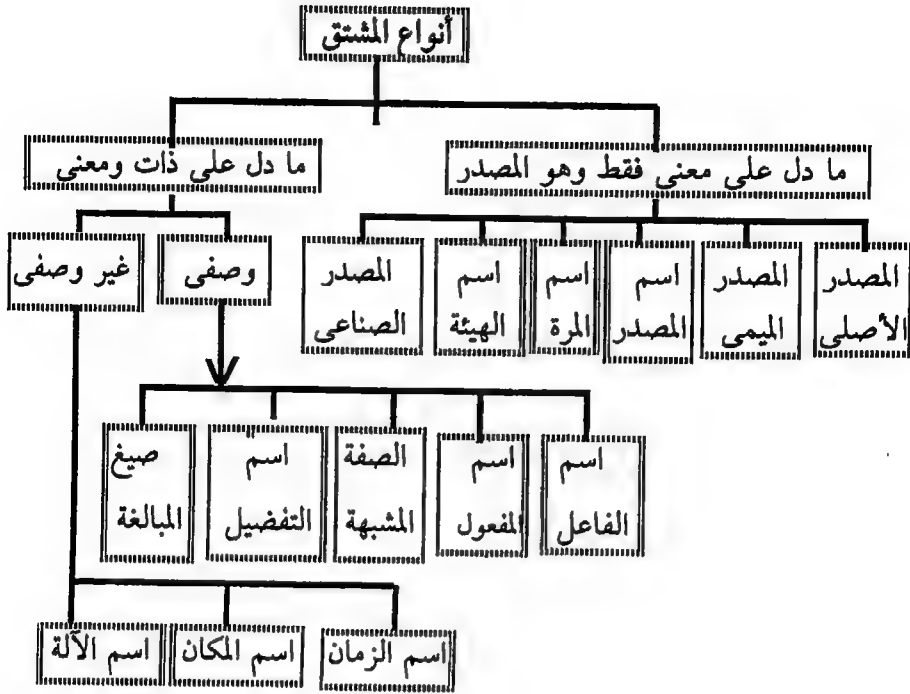 أنواع المشتق
ما دل على معنى فقط وهو المصدر
ما دل على ذات ومعنى
المصدر
الأصلى
المصدر
الميمى
اسم
المصدر
اسم
المرة
اسم
الهيئة
المصدر
الصناعى
وصفى
غير وصفى
اسم
الفاعل
اسم
المفعول
الصفة
المشبهة
اسم
التفضيل
صيغ
المبالغة
اسم الزمان
اسم المكان
اسم الآلة